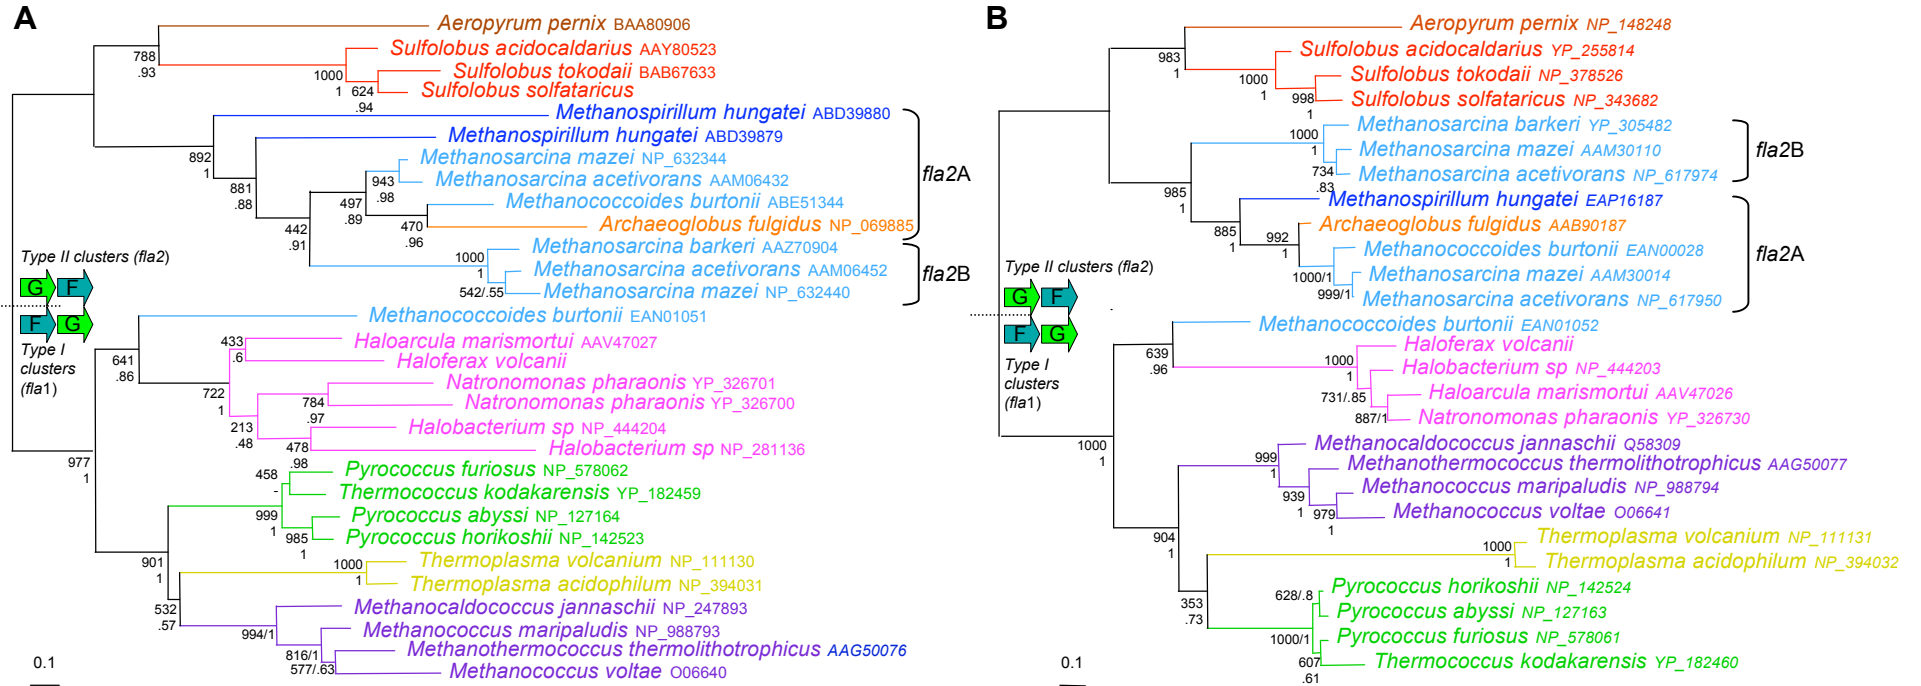 A
Aeropyrum pernix BAA80906
788
.93
Sulfolobus acidocaldarius AAY80523
1000
1
Sulfolobus tokodaii BAB67633
624
.94
Sulfolobus solfataricus
Methanospirillum hungatei ABD39880
892
1
Methanospirillum hungatei ABD39879
881
.88
Methanosarcina mazei NP_632344
943
.98
Methanosarcina acetivorans AAM06432
fla2A
497
.89
Methanococcoides burtonii ABE51344
442
.91
470
.96
Archaeoglobus fulgidus NP_069885
Methanosarcina barkeri AAZ70904
1000
1
Methanosarcina acetivorans AAM06452
fla2B
542/.55
Methanosarcina mazei NP_632440
Type II clusters (fla2)
G F
F G
Type I
clusters
(fla1)
Methanococcoides burtonii EAN01051
641
.86
433
.6
Haloarcula marismortui AAV47027
Haloferax volcanii
722
1
Natronomonas pharaonis YP_326701
784
.97
Natronomonas pharaonis YP_326700
213
.48
Halobacterium sp NP_444204
478
.98
Halobacterium sp NP_281136
977
1
458
-
Pyrococcus furiosus NP_578062
Thermococcus kodakarensis YP_182459
999
1
Pyrococcus abyssi NP_127164
985
1
Pyrococcus horikoshii NP_142523
901
1
Thermoplasma volcanium NP_111130
1000
1
Thermoplasma acidophilum NP_394031
532
.57
Methanocaldococcus jannaschii NP_247893
994/1
Methanococcus maripaludis NP_988793
816/1
Methanothermococcus thermolithotrophicus AAG50076
577/.63
Methanococcus voltae O06640
0.1
B
Aeropyrum pernix NP_148248
983
1
Sulfolobus acidocaldarius YP_255814
1000
1
Sulfolobus tokodaii NP_378526
998
1
Sulfolobus solfataricus NP_343682
Methanosarcina barkeri YP_305482
1000
1
Methanosarcina mazei AAM30110
fla2B
734
.83
Methanosarcina acetivorans NP_617974
985
1
Methanospirillum hungatei EAP16187
885
1
Archaeoglobus fulgidus AAB90187
992
1
Methanococcoides burtonii EAN00028
fla2A
1000/1
Methanosarcina mazei AAM30014
999/1
Methanosarcina acetivorans NP_617950
Type II clusters (fla2)
G F
F G
Type I
clusters
(fla1)
Methanococcoides burtonii EAN01052
639
.96
Haloferax volcanii
1000
1
Halobacterium sp NP_444203
731/.85
Haloarcula marismortui AAV47026
887/1
Natronomonas pharaonis YP_326730
1000
1
Methanocaldococcus jannaschii Q58309
999
1
Methanothermococcus thermolithotrophicus AAG50077
939
1
Methanococcus maripaludis NP_988794
979
1
Methanococcus voltae O06641
904
1
Thermoplasma volcanium NP_111131
1000
1
Thermoplasma acidophilum NP_394032
353
.73
Pyrococcus horikoshii NP_142524
628/.8
Pyrococcus abyssi NP_127163
1000/1
Pyrococcus furiosus NP_578061
607
.61
Thermococcus kodakarensis YP_182460
0.1